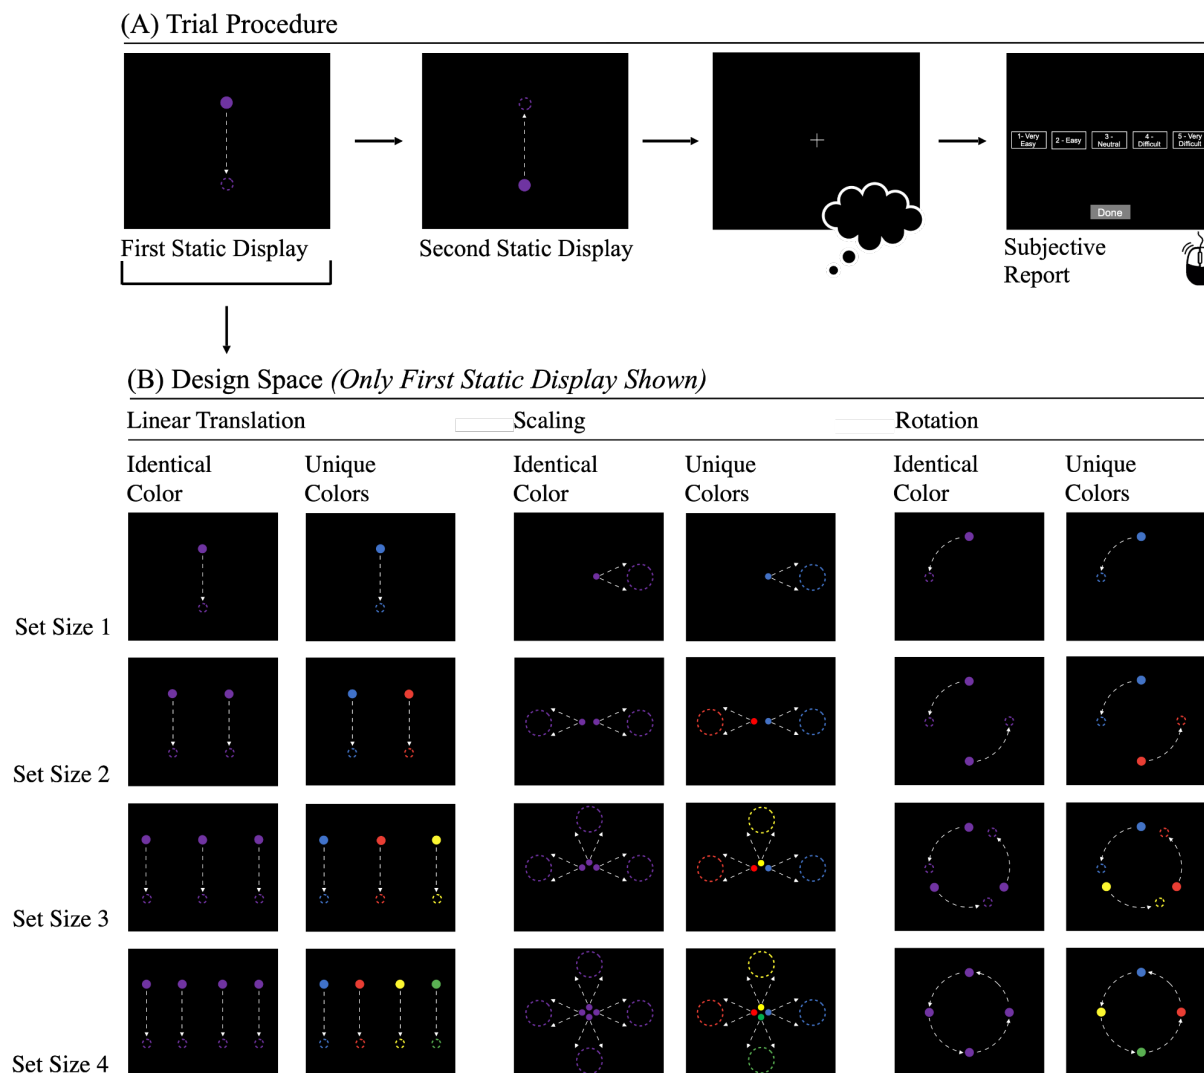 (A) Trial Procedure
1- Very Easy
2 - Easy
3 - Neutral
4 - Difficult
5 - Very Difficult
Done
First Static Display
Second Static Display
Subjective
Report
(B) Design Space (Only First Static Display Shown)
Linear Translation
Scaling
Rotation
Identical
Color
Unique
Colors
Identical
Color
Unique
Colors
Identical
Color
Unique
Colors
Set Size 1
Set Size 2
Set Size 3
Set Size 4